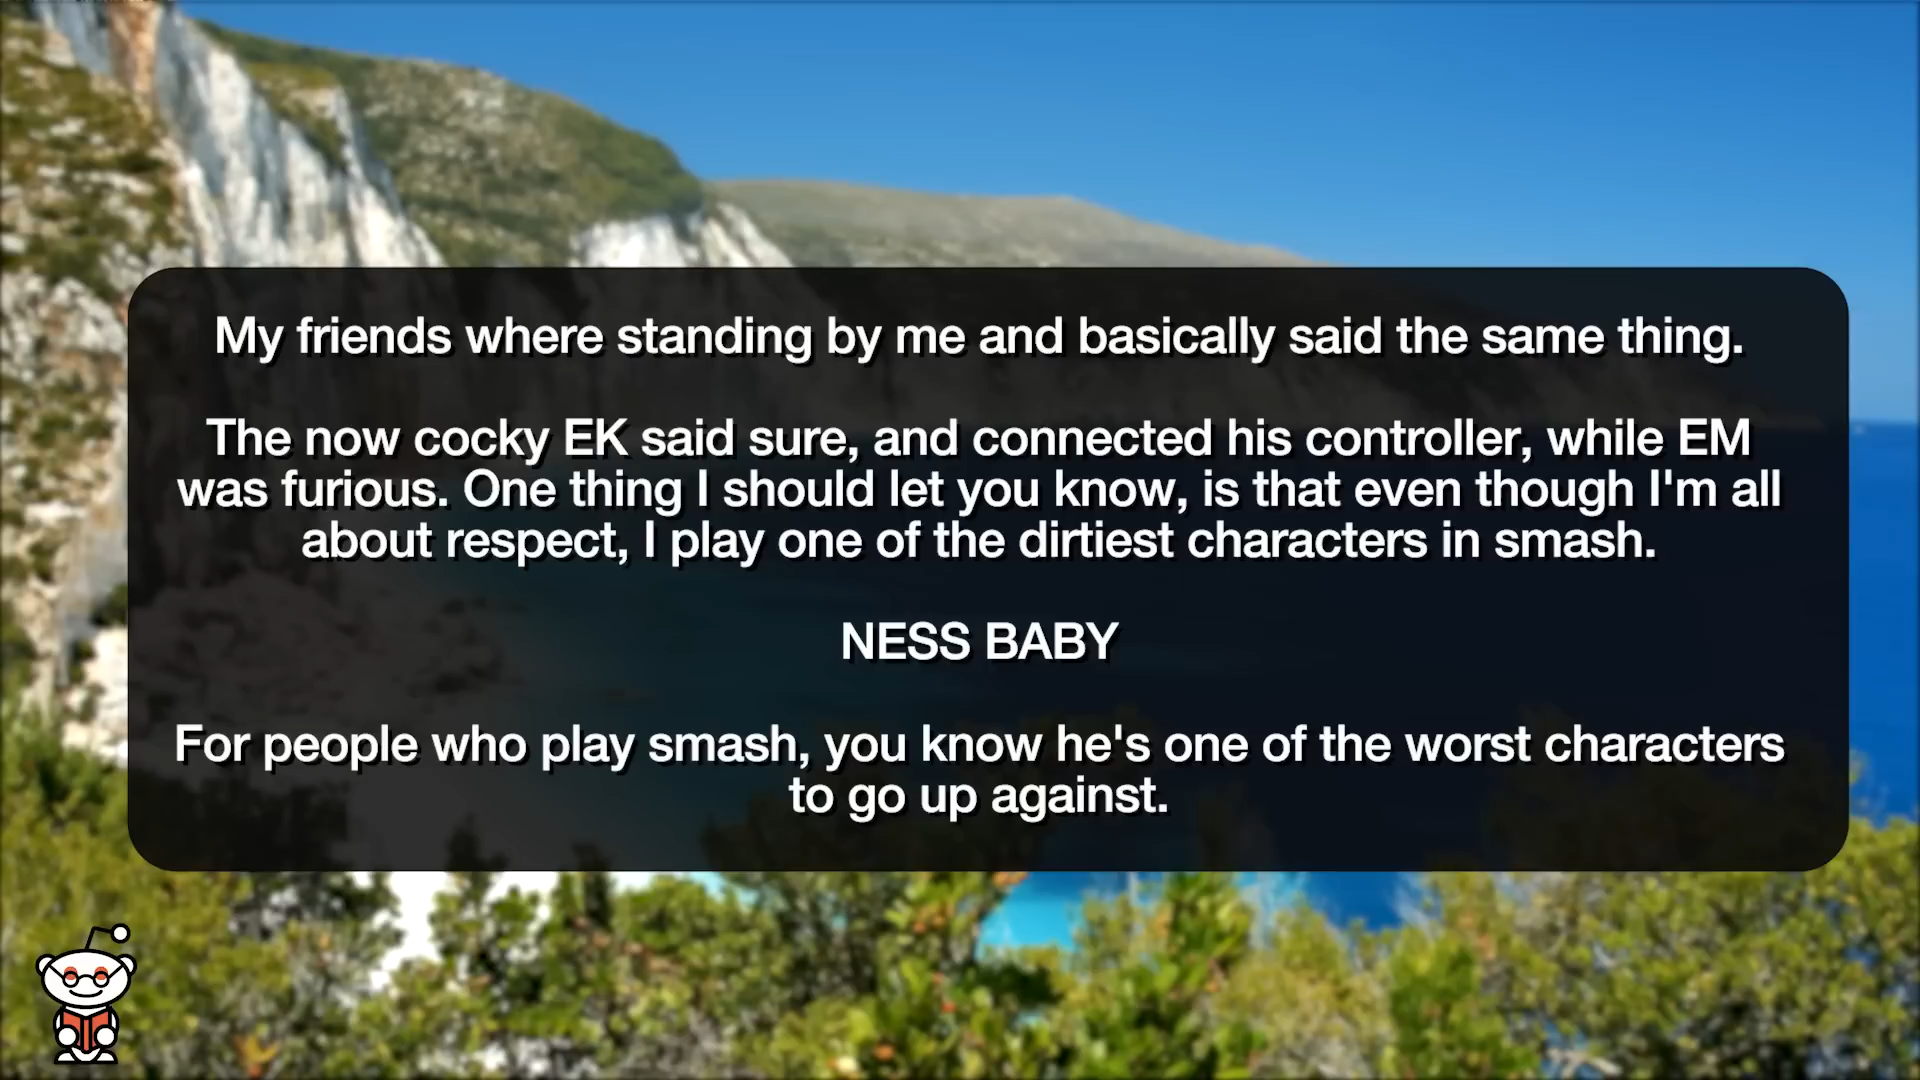 My friends where standing by me and basically said the same thing.
The now cocky EK said sure, and connected his controller, while EM
was furious. One thing I should let you know, is that even though I'm all
about respect, I play one of the dirtiest characters in smash.
NESS BABY
For people who play smash, you know he's one of the worst characters
to go up against.